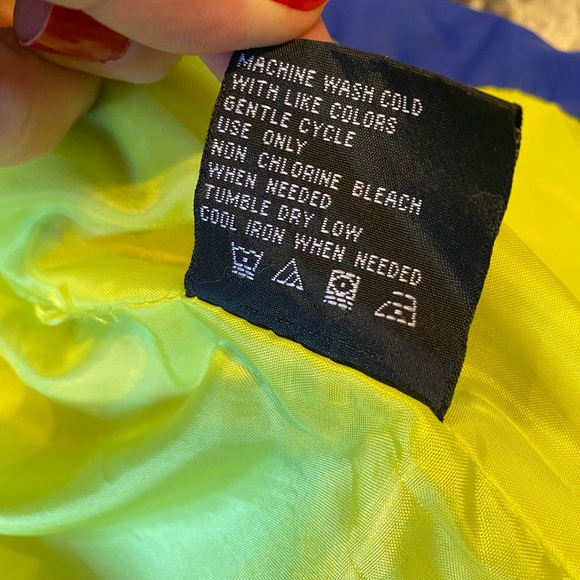 MACHINE WASH COLD
WITH LIKE COLORS
GENTLE CYCLE
USE ONLY
NON CHLORINE BLEACH
WHEN NEEDED
TUMBLE DRY LOW
COOL IRON WHEN NEEDED